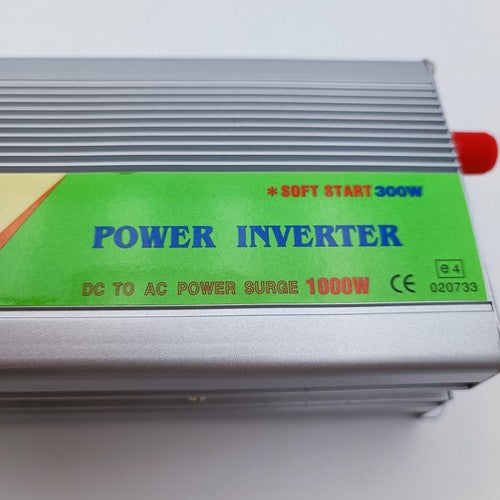 * SOFT START 300W
POWER INVERTER
DC TO AC POWER SURGE 1000W CE
e4
020733